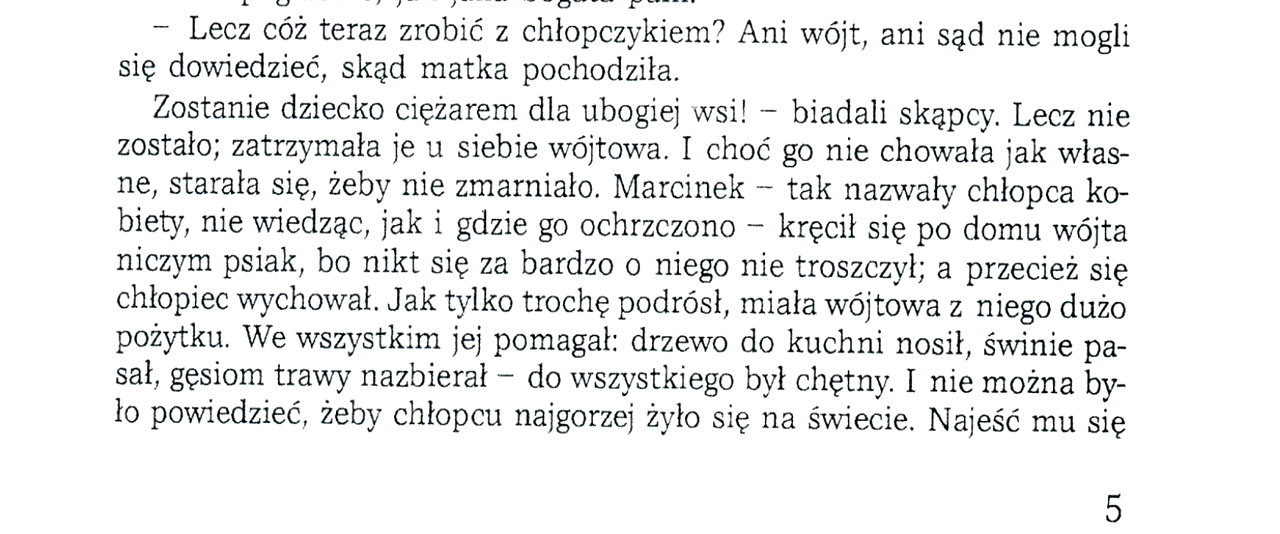 – Lecz cóż teraz zrobić z chłopczykiem? Ani wójt, ani sąd nie mogli
się dowiedzieć, skąd matka pochodziła.
Zostanie dziecko ciężarem dla ubogiej wsi! – biadali skąpcy. Lecz nie
zostało; zatrzymała je u siebie wójtowa. I choć go nie chowała jak włas-
ne, starała się, żeby nie zmarniało. Marcinek – tak nazwały chłopca ko-
biety, nie wiedząc, jak i gdzie go ochrzczono – kręcił się po domu wójta
niczym psiak, bo nikt się za bardzo o niego nie troszczył; a przecież się
chłopiec wychował. Jak tylko trochę podrósł, miała wójtowa z niego dużo
pożytku. We wszystkim jej pomagał: drzewo do kuchni nosił, świnie pa-
sał, gęsiom trawy nazbierał – do wszystkiego był chętny. I nie można by-
ło powiedzieć, żeby chłopcu najgorzej żyło się na świecie. Najeść mu się
5